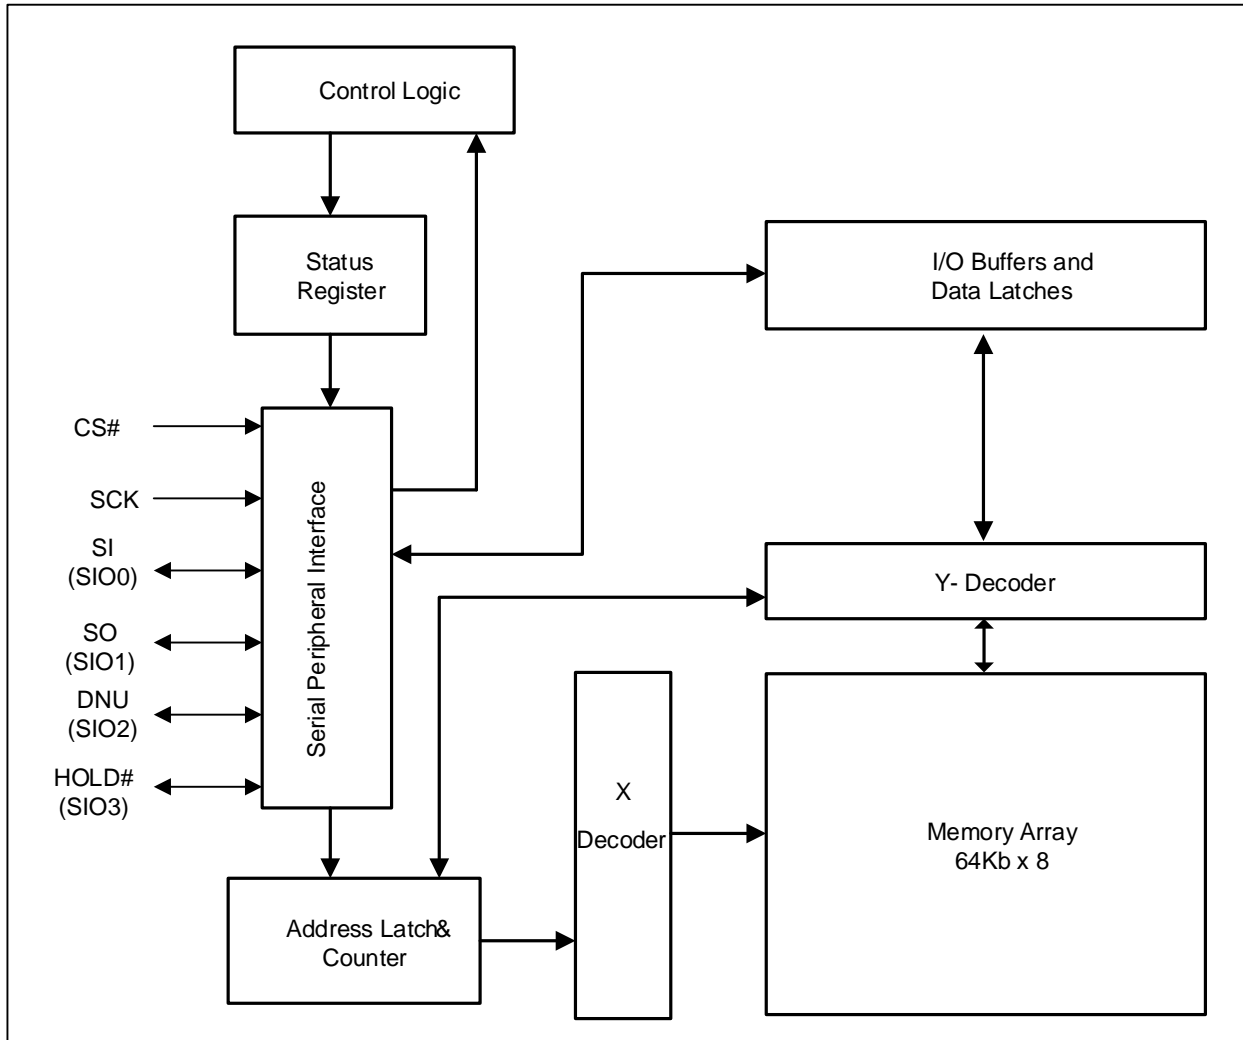 Control Logic
Status
Register
I/O Buffers and
Data Latches
CS#
SCK
SI
(SIO0)
SO
(SIO1)
DNU
(SIO2)
HOLD#
(SIO3)
Serial Peripheral Interface
Y- Decoder
X
Decoder
Memory Array
64Kb x 8
Address Latch&
Counter